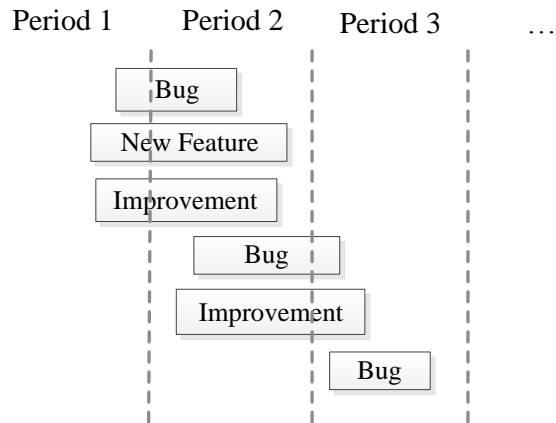 Period 1 Period 2 Period 3 …
Bug
New Feature
Improvement
Bug
Improvement
Bug